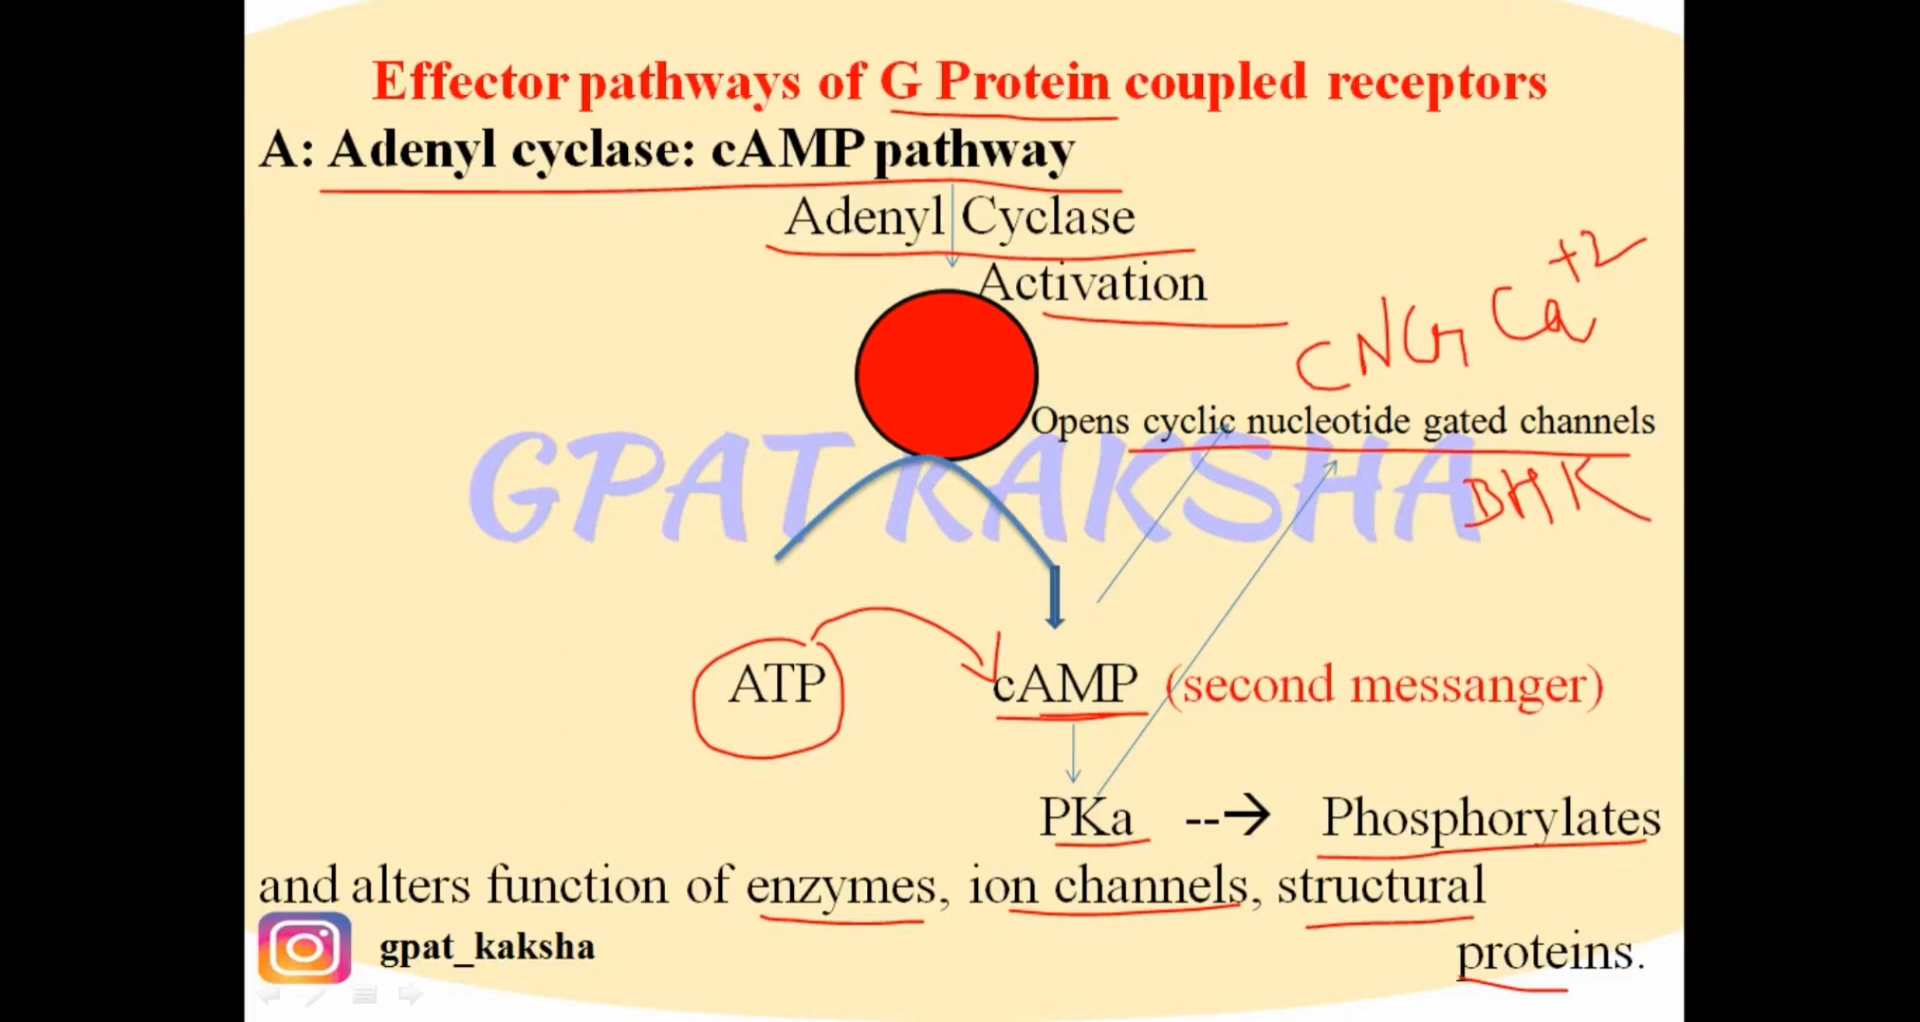 Effector pathways of G Protein coupled receptors
A: Adenyl cyclase: cAMP pathway
Adenyl Cyclase
Activation
CNG Ca+2
Opens cyclic nucleotide gated channels
GPAT KAKSHA
ATP cAMP (second messanger)
PKa --→ Phosphorylates
and alters function of enzymes, ion channels, structural
proteins.
gpat_kaksha